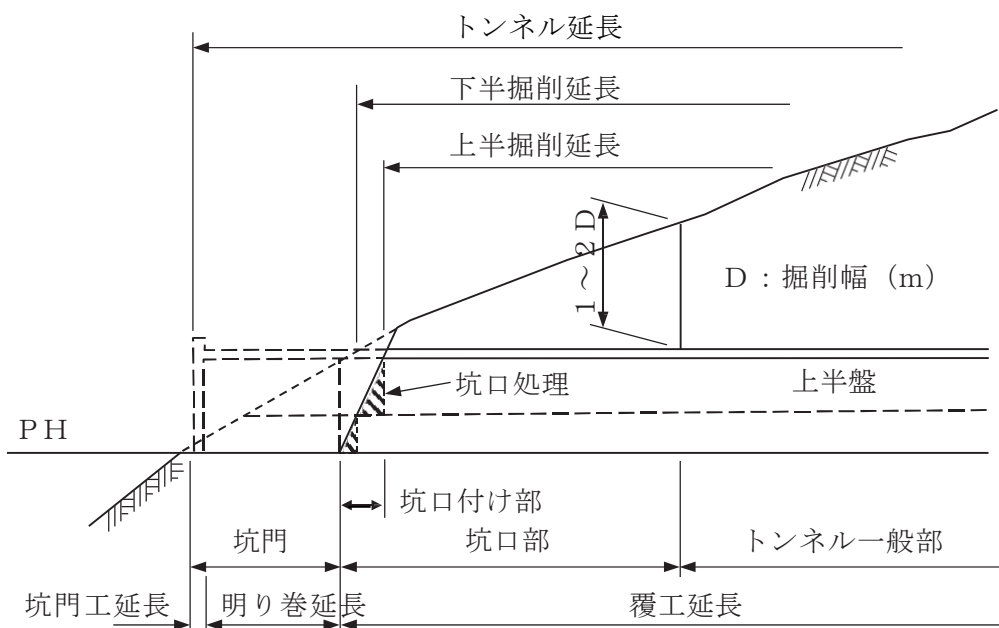 トンネル延長
下半掘削延長
上半掘削延長
1～2D
D：掘削幅（m）
坑口処理
上半盤
PH
坑口付け部
坑門
坑口部
トンネル一般部
坑門工延長
明り巻延長
覆工延長